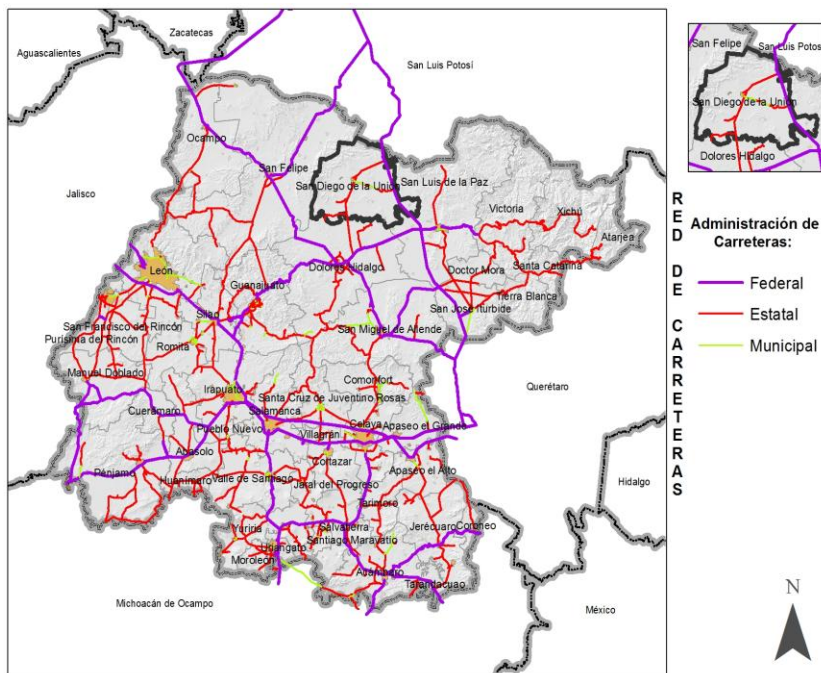 Zacatecas
Aguascalientes
San Luis Potosí
Ocampo
San Felipe
Jalisco
San Diego de la Unión
San Luis de la Paz
Victoria
Xichú
Atarjea
León
Guanajuato
Dolores Hidalgo
Doctor Mora
Santa Catarina
Tierra Blanca
San José Iturbide
San Francisco del Rincón
Silao
Purísima del Rincón
Romita
San Miguel de Allende
Manuel Doblado
Irapuato
Comonfort
Querétaro
Cuerámaro
Santa Cruz de Juventino Rosas
Salamanca
Pueblo Nuevo
Villagrán
Celaya
Apaseo el Grande
Abasolo
Cortazar
Pénjamo
Huanímaro
Valle de Santiago
Jaral del Progreso
Apaseo el Alto
Hidalgo
Tarimoro
Yuriria
Salvatierra
Jerécuaro
Coroneo
Uriangato
Santiago Maravatío
Moroleón
Acámbaro
Tarandacuao
Michoacán de Ocampo
México
San Felipe
San Luis Potosí
San Diego de la Unión
Dolores Hidalgo
RED DE CARRETERAS
Administración de
Carreteras:
Federal
Estatal
Municipal
N